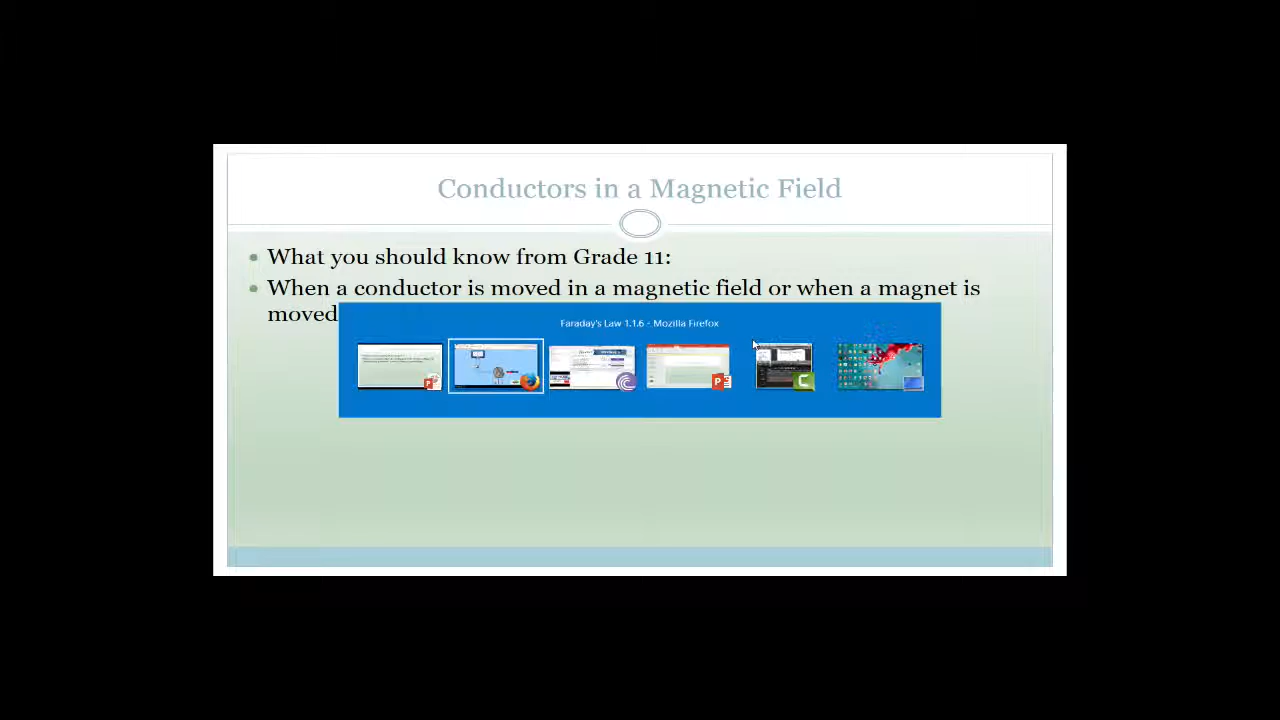 Conductors in a Magnetic Field
What you should know from Grade 11:
When a conductor is moved in a magnetic field or when a magnet is
moved
Faraday's Law 1.1.6 - Mozilla Firefox